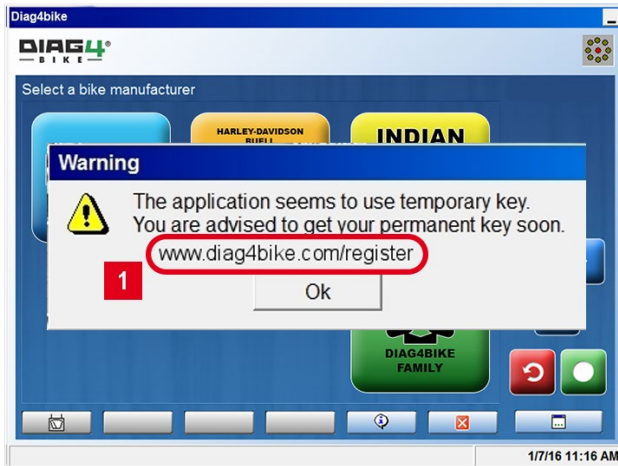 Diag4bike
DIAG4®
BIKE
Select a bike manufacturer
HARLEY-DAVIDSON
BUELL
INDIAN
Warning
The application seems to use temporary key.
You are advised to get your permanent key soon.
www.diag4bike.com/register
1
Ok
DIAG4BIKE
FAMILY
1/7/16 11:16 AM